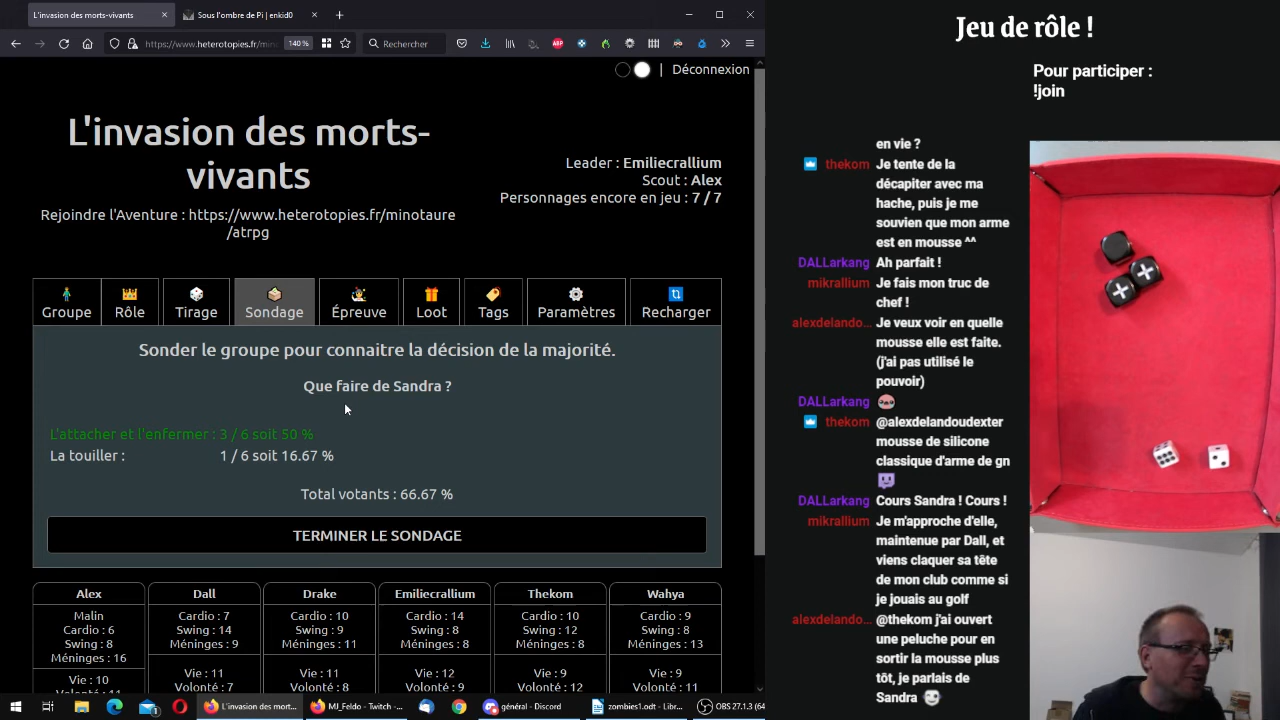 L'invasion des morts-vivants
Sous l'ombre de Pi | enkid0
https://www.heterotopies.fr/min
140 %
Rechercher
| Déconnexion
L'invasion des morts-
vivants
Rejoindre l'Aventure : https://www.heterotopies.fr/minotaure
/atrpg
Leader : Emiliecrallium
Scout : Alex
Personnages encore en jeu : 7 / 7
Groupe
Rôle
Tirage
Sondage
Épreuve
Loot
Tags
Paramètres
Recharger
Sonder le groupe pour connaitre la décision de la majorité.
Que faire de Sandra ?
L'attacher et l'enfermer : 3 / 6 soit 50 %
La touiller : 1 / 6 soit 16.67 %
Total votants : 66.67 %
TERMINER LE SONDAGE
Alex
Malin
Cardio : 6
Swing : 8
Méninges : 16
Vie : 10
Volonté : 11
Dall
Cardio : 7
Swing : 14
Méninges : 9
Vie : 11
Volonté : 7
Drake
Cardio : 10
Swing : 9
Méninges : 11
Vie : 11
Volonté : 8
Emiliecrallium
Cardio : 14
Swing : 8
Méninges : 8
Vie : 12
Volonté : 8
Thekom
Cardio : 10
Swing : 12
Méninges : 8
Vie : 9
Volonté : 12
Wahya
Cardio : 9
Swing : 8
Méninges : 13
Vie : 9
Volonté : 11
L'invasion des mort...
MJ_Feldo - Twitch -...
général - Discord
zombies1.odt - Libr...
OBS 27.1.3 (64
Jeu de rôle !
Pour participer :
!join
en vie ?
thekom Je tente de la
décapiter avec ma
hache, puis je me
souvien que mon arme
est en mousse ^^
DALLarkang Ah parfait !
mikrallium Je fais mon truc de
chef !
alexdelando... Je veux voir en quelle
mousse elle est faite.
(j'ai pas utilisé le
pouvoir)
DALLarkang
thekom @alexdelandoudexter
mousse de silicone
classique d'arme de gn
DALLarkang Cours Sandra ! Cours !
mikrallium Je m'approche d'elle,
maintenue par Dall, et
viens claquer sa tête
de mon club comme si
je jouais au golf
alexdelando... @thekom j'ai ouvert
une peluche pour en
sortir la mousse plus
tôt, je parlais de
Sandra